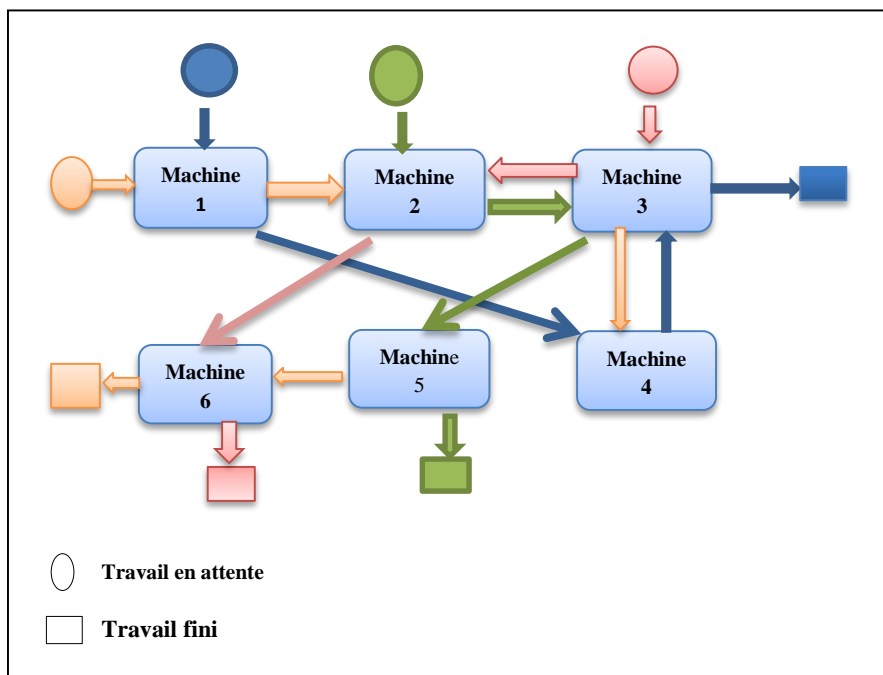 Machine
1
Machine
2
Machine
3
Machine
6
Machine
5
Machine
4
Travail en attente
Travail fini